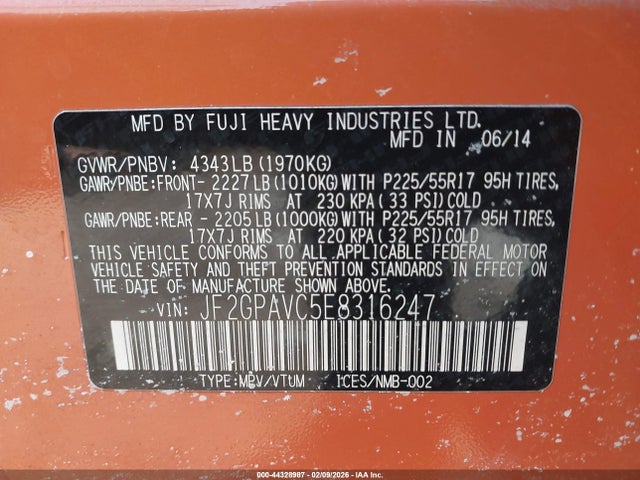 MFD BY FUJI HEAVY INDUSTRIES LTD.
MFD IN 06/14
GVWR/PNBV: 4343LB (1970KG)
GAWR/PNBE:FRONT- 2227LB (1010KG) WITH P225/55R17 95H TIRES,
17X7J RIMS AT 230 KPA (33 PSI) COLD
GAWR/PNBE:REAR - 2205LB (1000KG) WITH P225/55R17 95H TIRES,
17X7J RIMS AT 220 KPA (32 PSI) COLD
THIS VEHICLE CONFORMS TO ALL APPLICABLE FEDERAL MOTOR
VEHICLE SAFETY AND THEFT PREVENTION STANDARDS IN EFFECT ON
THE DATE OF MANUFACTURE SHOWN ABOVE.
VIN: JF2GPAVC5E8316247
TYPE:MPV/VTUM ICES/NMB-002
000-44328987 - 02/09/2026 - IAA Inc.